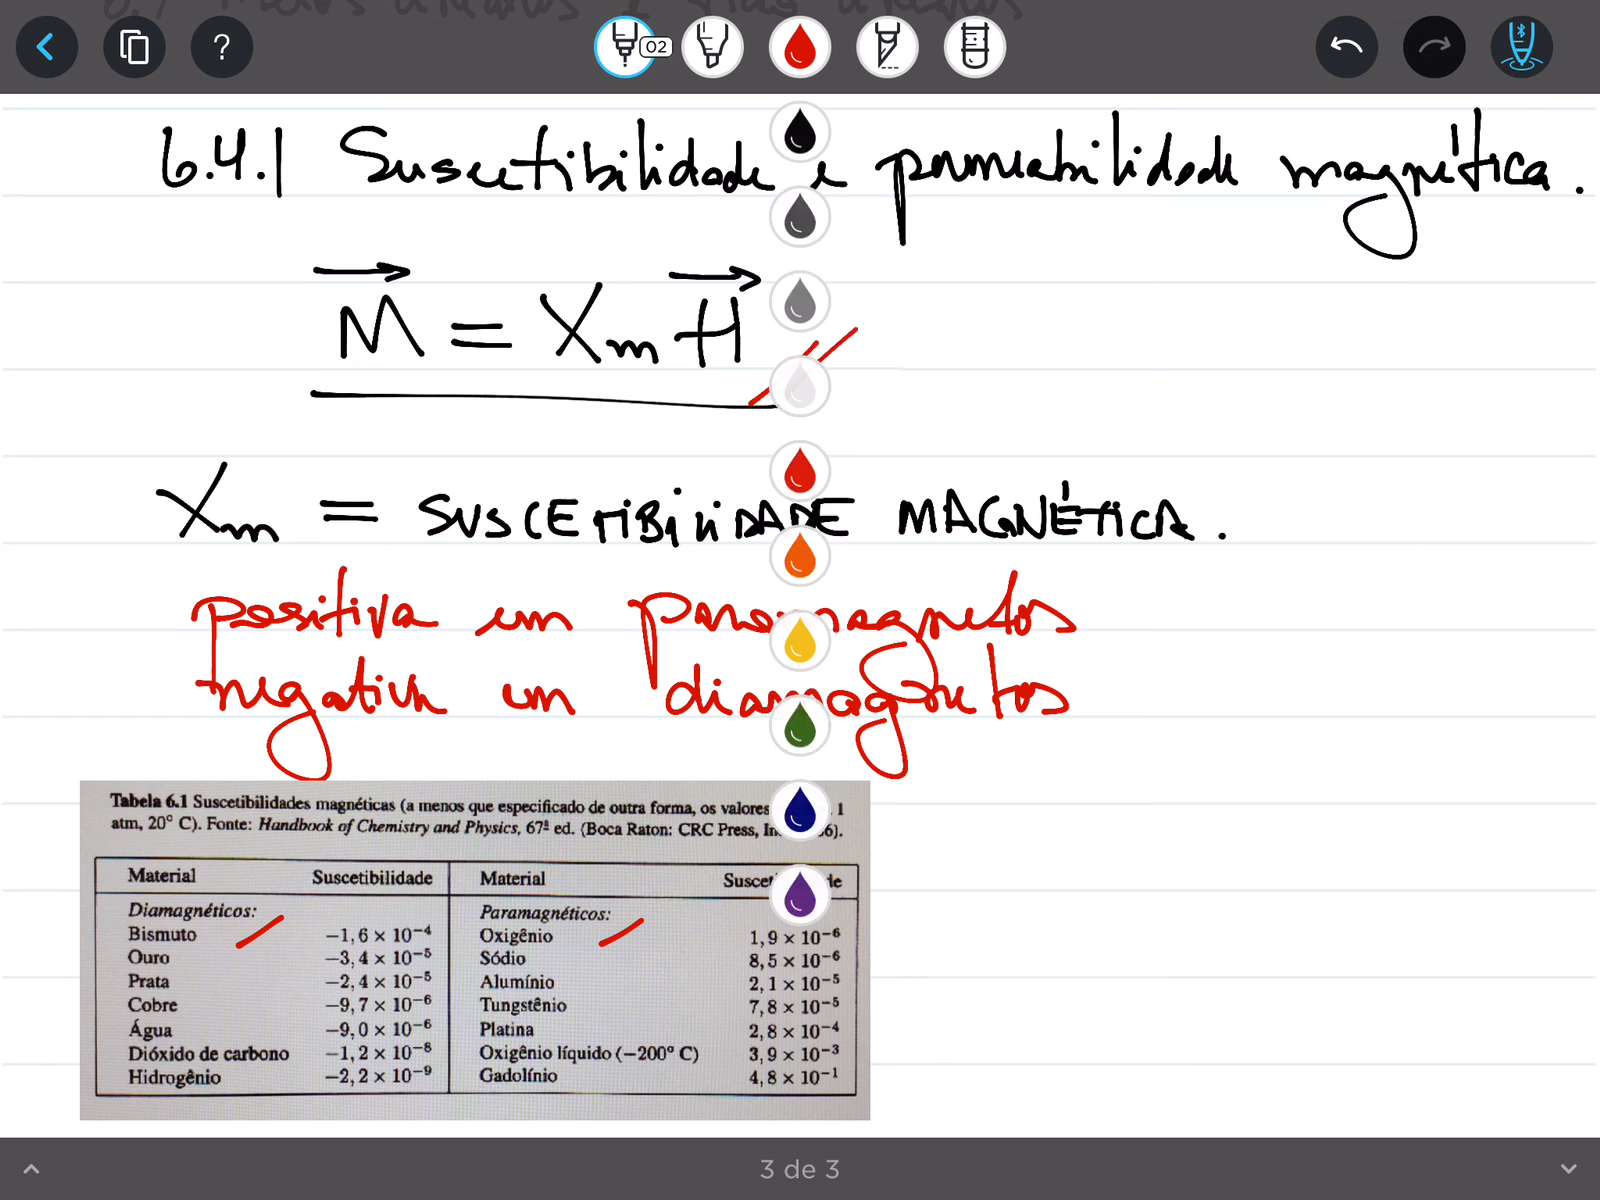 ?
02
6.4.1 Suscetibilidade e permeabilidade magnética.
M = Xm H
Xm = SUSCETIBILIDADE MAGNÉTICA.
positiva em paramagnetos
negativa em diamagnetos
Tabela 6.1 Suscetibilidades magnéticas (a menos que especificado de outra forma, os valores 1
atm, 20° C). Fonte: Handbook of Chemistry and Physics, 67ª ed. (Boca Raton: CRC Press, In 6).
Material Suscetibilidade Material
Diamagnéticos: Paramagnéticos:
Bismuto −1,6 × 10⁻⁴ Oxigênio 1,9 × 10⁻⁶
Ouro −3,4 × 10⁻⁵ Sódio 8,5 × 10⁻⁶
Prata −2,4 × 10⁻⁵ Alumínio 2,1 × 10⁻⁵
Cobre −9,7 × 10⁻⁶ Tungstênio 7,8 × 10⁻⁵
Água −9,0 × 10⁻⁶ Platina 2,8 × 10⁻⁴
Dióxido de carbono −1,2 × 10⁻⁸ Oxigênio líquido (−200° C) 3,9 × 10⁻³
Hidrogênio −2,2 × 10⁻⁹ Gadolínio 4,8 × 10⁻¹
3 de 3